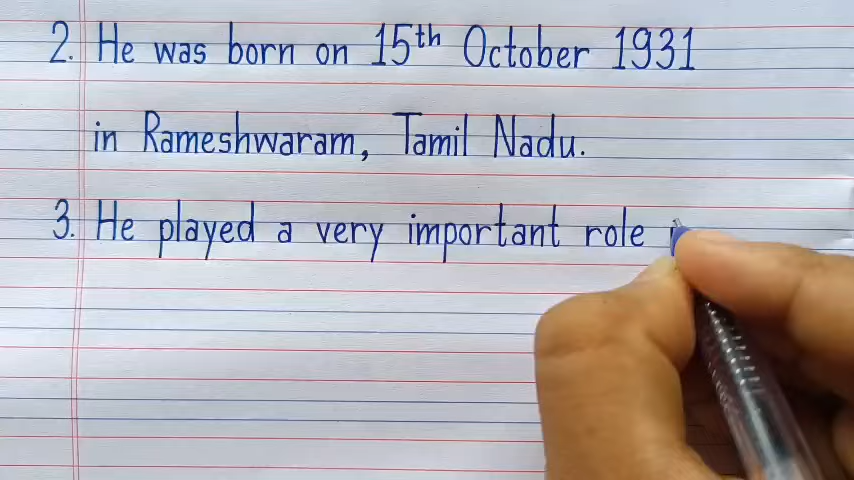 2. He was born on 15th October 1931
in Rameshwaram, Tamil Nadu.
3. He played a very important role